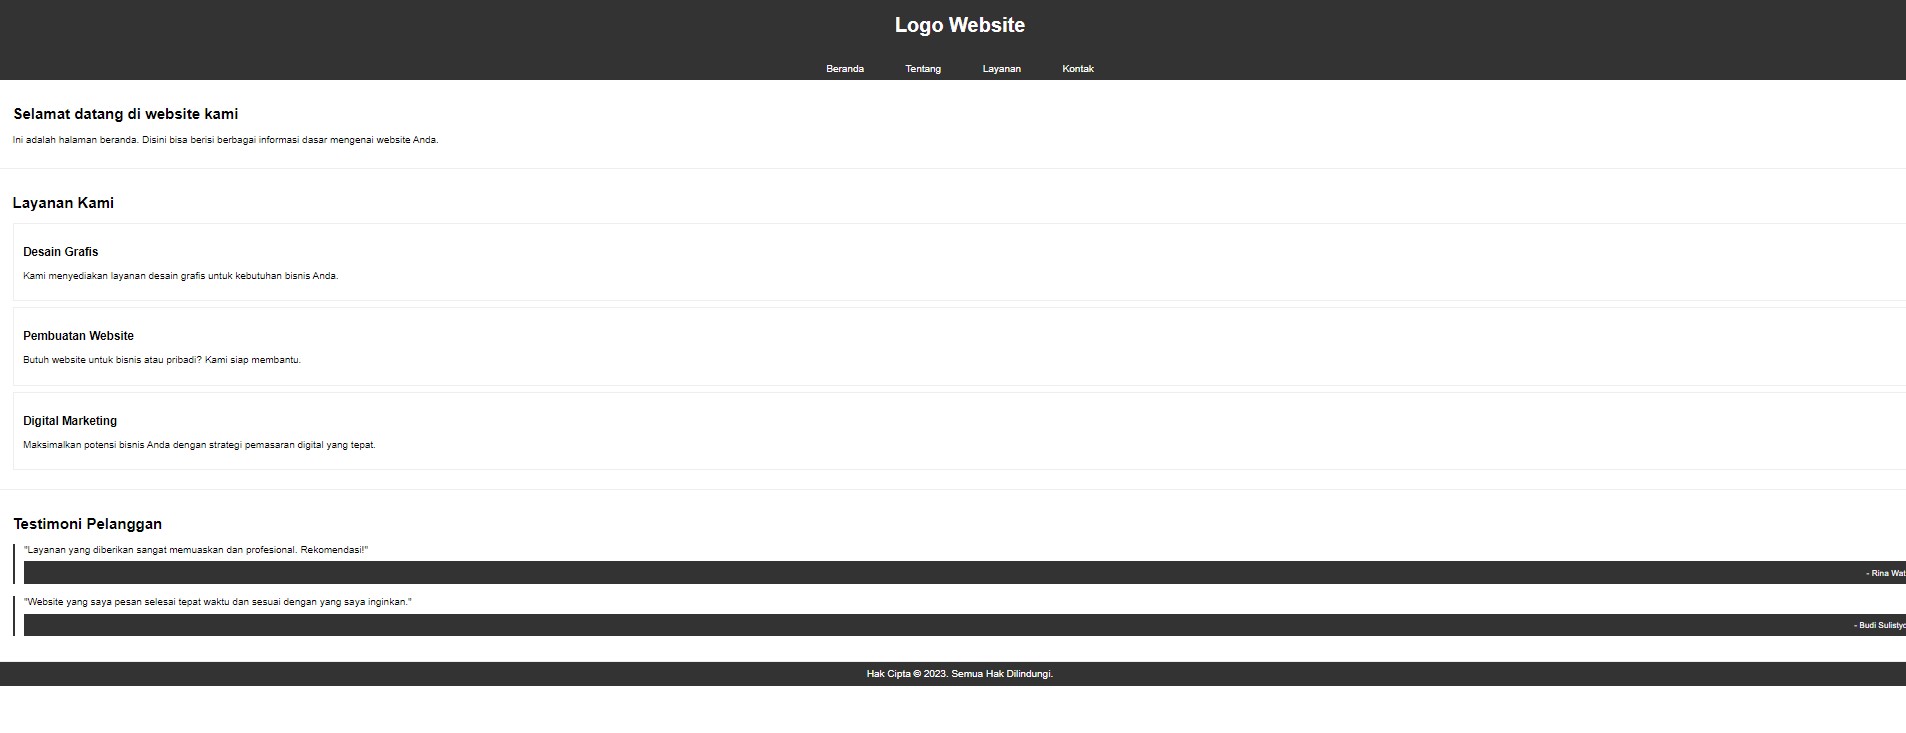 Logo Website
Beranda Tentang Layanan Kontak
Selamat datang di website kami
Ini adalah halaman beranda. Disini bisa berisi berbagai informasi dasar mengenai website Anda.
Layanan Kami
Desain Grafis
Kami menyediakan layanan desain grafis untuk kebutuhan bisnis Anda.
Pembuatan Website
Butuh website untuk bisnis atau pribadi? Kami siap membantu.
Digital Marketing
Maksimalkan potensi bisnis Anda dengan strategi pemasaran digital yang tepat.
Testimoni Pelanggan
"Layanan yang diberikan sangat memuaskan dan profesional. Rekomendasi!"
- Rina
"Website yang saya pesan selesai tepat waktu dan sesuai dengan yang saya inginkan."
- Budi
Hak Cipta © 2023. Semua Hak Dilindungi.